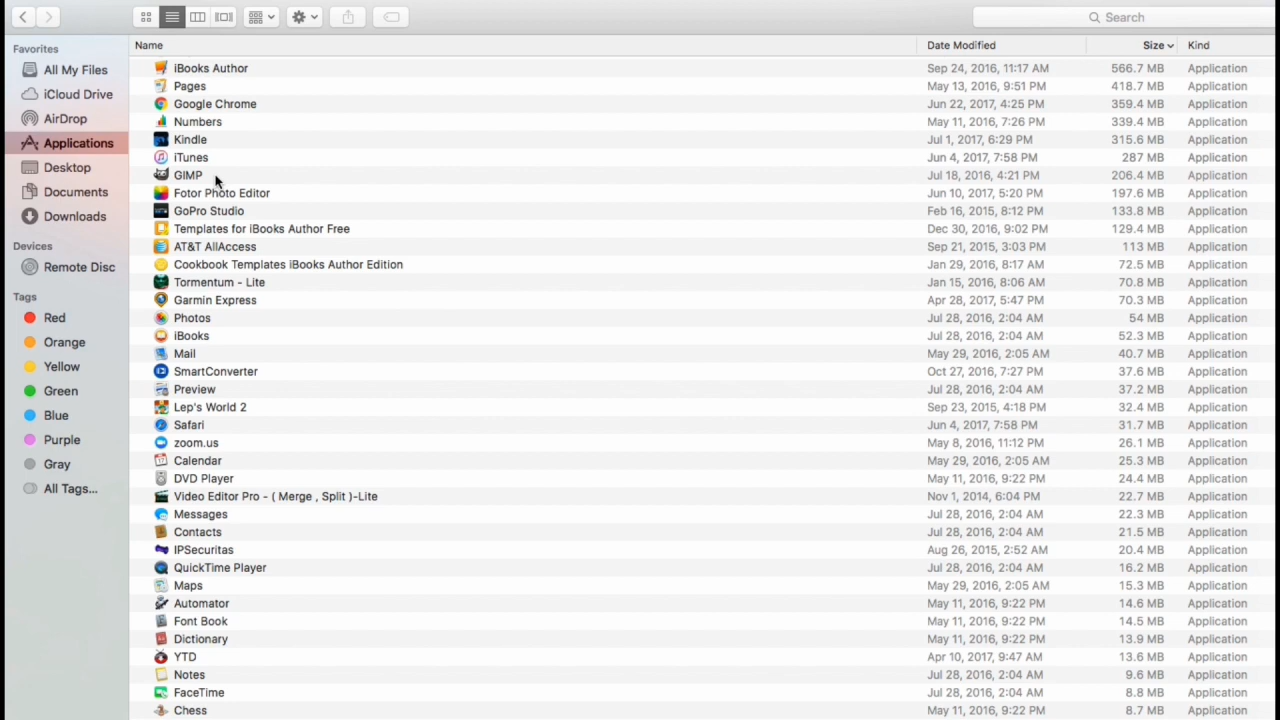 Search
Favorites
All My Files
iCloud Drive
AirDrop
Applications
Desktop
Documents
Downloads
Devices
Remote Disc
Tags
Red
Orange
Yellow
Green
Blue
Purple
Gray
All Tags...
Name Date Modified Size Kind
iBooks Author Sep 24, 2016, 11:17 AM 566.7 MB Application
Pages May 13, 2016, 9:51 PM 418.7 MB Application
Google Chrome Jun 22, 2017, 4:25 PM 359.4 MB Application
Numbers May 11, 2016, 7:26 PM 339.4 MB Application
Kindle Jul 1, 2017, 6:29 PM 315.6 MB Application
iTunes Jun 4, 2017, 7:58 PM 287 MB Application
GIMP Jul 18, 2016, 4:21 PM 206.4 MB Application
Fotor Photo Editor Jun 10, 2017, 5:20 PM 197.6 MB Application
GoPro Studio Feb 16, 2015, 8:12 PM 133.8 MB Application
Templates for iBooks Author Free Dec 30, 2016, 9:02 PM 129.4 MB Application
AT&T AllAccess Sep 21, 2015, 3:03 PM 113 MB Application
Cookbook Templates iBooks Author Edition Jan 29, 2016, 8:17 AM 72.5 MB Application
Tormentum - Lite Jan 15, 2016, 8:06 AM 70.8 MB Application
Garmin Express Apr 28, 2017, 5:47 PM 70.3 MB Application
Photos Jul 28, 2016, 2:04 AM 54 MB Application
iBooks Jul 28, 2016, 2:04 AM 52.3 MB Application
Mail May 29, 2016, 2:05 AM 40.7 MB Application
SmartConverter Oct 27, 2016, 7:27 PM 37.6 MB Application
Preview Jul 28, 2016, 2:04 AM 37.2 MB Application
Lep's World 2 Sep 23, 2015, 4:18 PM 32.4 MB Application
Safari Jun 4, 2017, 7:58 PM 31.7 MB Application
zoom.us May 8, 2016, 11:12 PM 26.1 MB Application
Calendar May 29, 2016, 2:05 AM 25.3 MB Application
DVD Player May 11, 2016, 9:22 PM 24.4 MB Application
Video Editor Pro - ( Merge , Split )-Lite Nov 1, 2014, 6:04 PM 22.7 MB Application
Messages Jul 28, 2016, 2:04 AM 22.3 MB Application
Contacts Jul 28, 2016, 2:04 AM 21.5 MB Application
IPSecuritas Aug 26, 2015, 2:52 AM 20.4 MB Application
QuickTime Player Jul 28, 2016, 2:04 AM 16.2 MB Application
Maps May 29, 2016, 2:05 AM 15.3 MB Application
Automator May 11, 2016, 9:22 PM 14.6 MB Application
Font Book May 11, 2016, 9:22 PM 14.5 MB Application
Dictionary May 11, 2016, 9:22 PM 13.9 MB Application
YTD Apr 10, 2017, 9:47 AM 13.6 MB Application
Notes Jul 28, 2016, 2:04 AM 9.6 MB Application
FaceTime Jul 28, 2016, 2:04 AM 8.8 MB Application
Chess May 11, 2016, 9:22 PM 8.7 MB Application